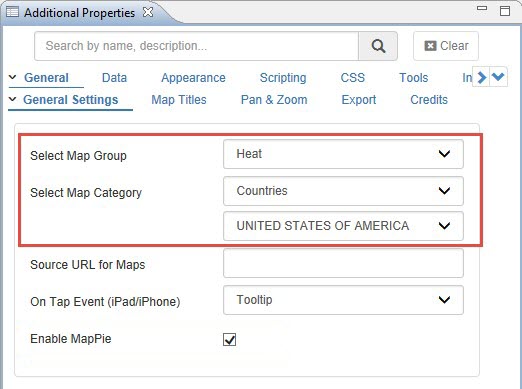 Additional Properties
Search by name, description...
Clear
General Data Appearance Scripting CSS Tools In
General Settings Map Titles Pan & Zoom Export Credits
Select Map Group Heat
Select Map Category Countries
UNITED STATES OF AMERICA
Source URL for Maps
On Tap Event (iPad/iPhone) Tooltip
Enable MapPie